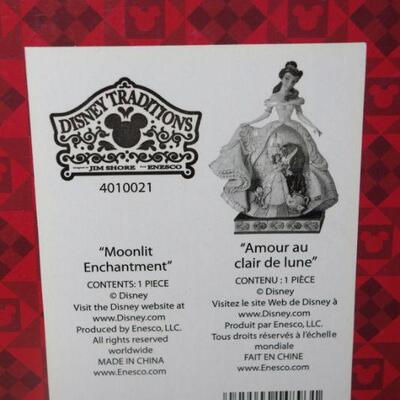 DISNEY TRADITIONS
designed by JIM SHORE from ENESCO
4010021
"Moonlit
Enchantment"
CONTENTS: 1 PIECE
© Disney
Visit the Disney website at
www.Disney.com
Produced by Enesco, LLC.
All rights reserved
worldwide
MADE IN CHINA
www.Enesco.com
"Amour au
clair de lune"
CONTENU : 1 PIÈCE
© Disney
Visitez le site Web de Disney à
www.Disney.com
Produit par Enesco, LLC.
Tous droits réservés à l'échelle
mondiale
FAIT EN CHINE
www.Enesco.com